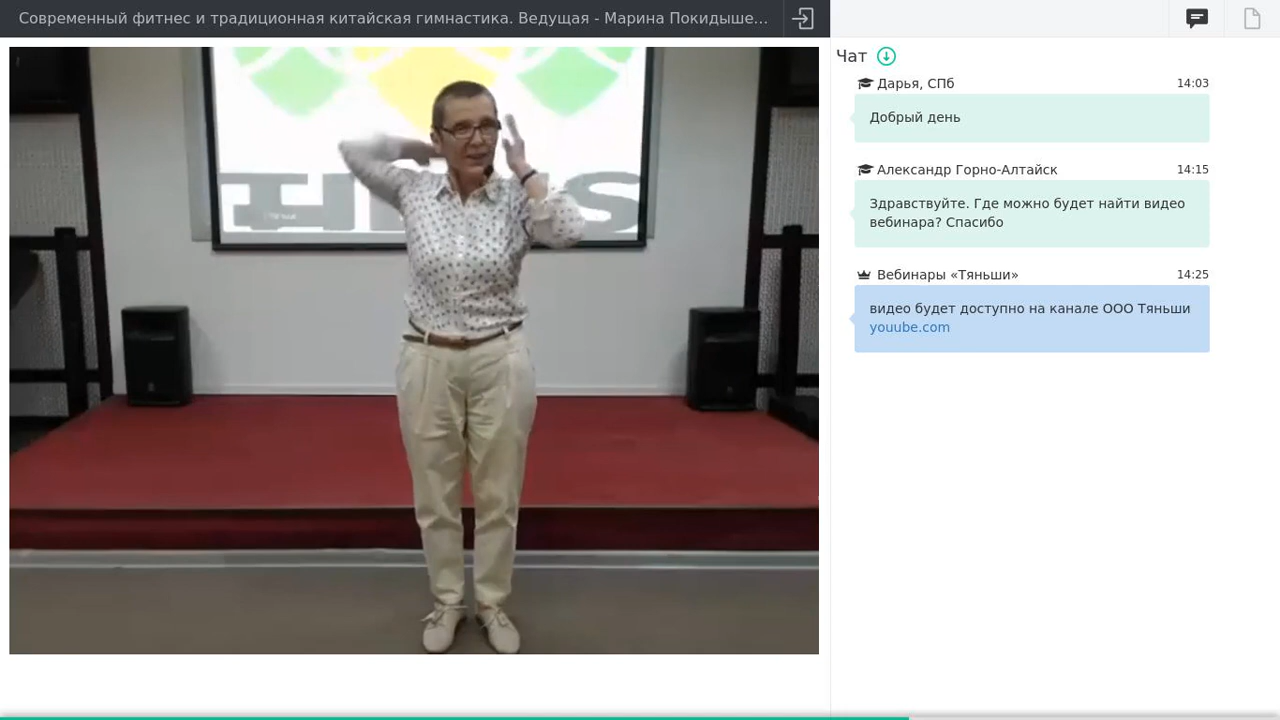 Современный фитнес и традиционная китайская гимнастика. Ведущая - Марина Покидыше...
Чат
Дарья, СПб 14:03
Добрый день
Александр Горно-Алтайск 14:15
Здравствуйте. Где можно будет найти видео
вебинара? Спасибо
Вебинары «Тяньши» 14:25
видео будет доступно на канале ООО Тяньши
youube.com